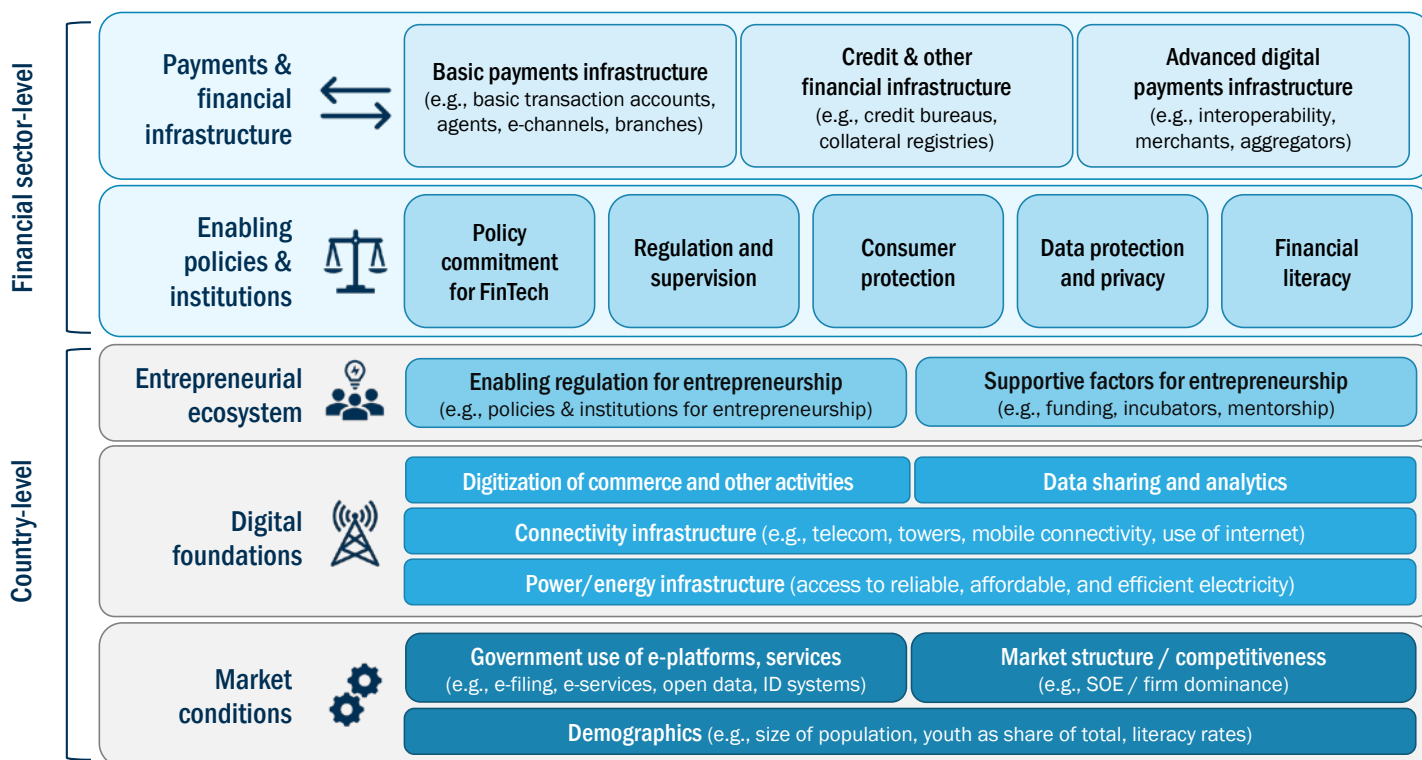 Financial sector-level
Payments &
financial
infrastructure
Basic payments infrastructure
(e.g., basic transaction accounts,
agents, e-channels, branches)
Credit & other
financial infrastructure
(e.g., credit bureaus,
collateral registries)
Advanced digital
payments infrastructure
(e.g., interoperability,
merchants, aggregators)
Enabling
policies &
institutions
Policy
commitment
for FinTech
Regulation and
supervision
Consumer
protection
Data protection
and privacy
Financial
literacy
Country-level
Entrepreneurial
ecosystem
Enabling regulation for entrepreneurship
(e.g., policies & institutions for entrepreneurship)
Supportive factors for entrepreneurship
(e.g., funding, incubators, mentorship)
Digital
foundations
Digitization of commerce and other activities
Data sharing and analytics
Connectivity infrastructure (e.g., telecom, towers, mobile connectivity, use of internet)
Power/energy infrastructure (access to reliable, affordable, and efficient electricity)
Market
conditions
Government use of e-platforms, services
(e.g., e-filing, e-services, open data, ID systems)
Market structure / competitiveness
(e.g., SOE / firm dominance)
Demographics (e.g., size of population, youth as share of total, literacy rates)